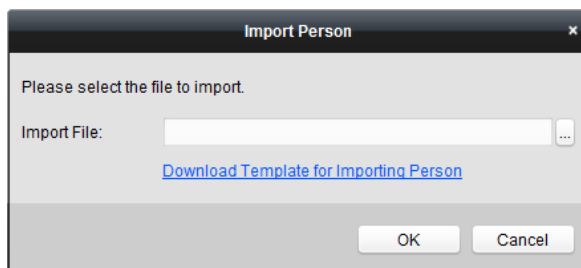 Import Person
×
Please select the file to import.
Import File:
...
Download Template for Importing Person
OK Cancel